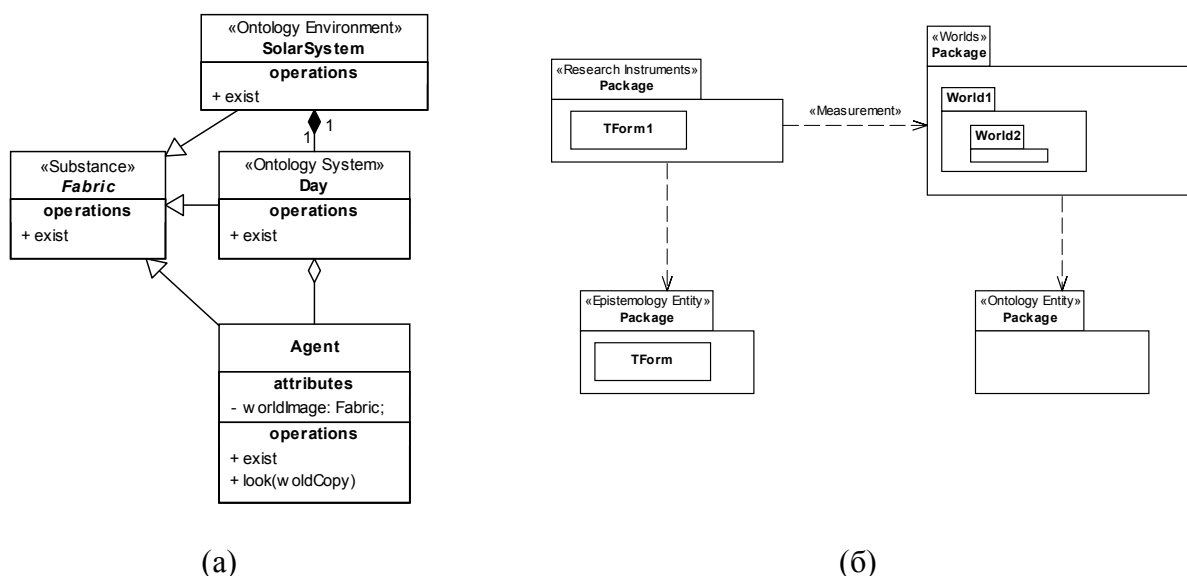 «Ontology Environment»
SolarSystem
operations
+ exist
1
1
«Substance»
Fabric
operations
+ exist
«Ontology System»
Day
operations
+ exist
Agent
attributes
- worldImage: Fabric;
operations
+ exist
+ look(woldCopy)
(а)
«Research Instruments»
Package
TForm1
«Measurement»
«Worlds»
Package
World1
World2
«Epistemology Entity»
Package
TForm
«Ontology Entity»
Package
(б)